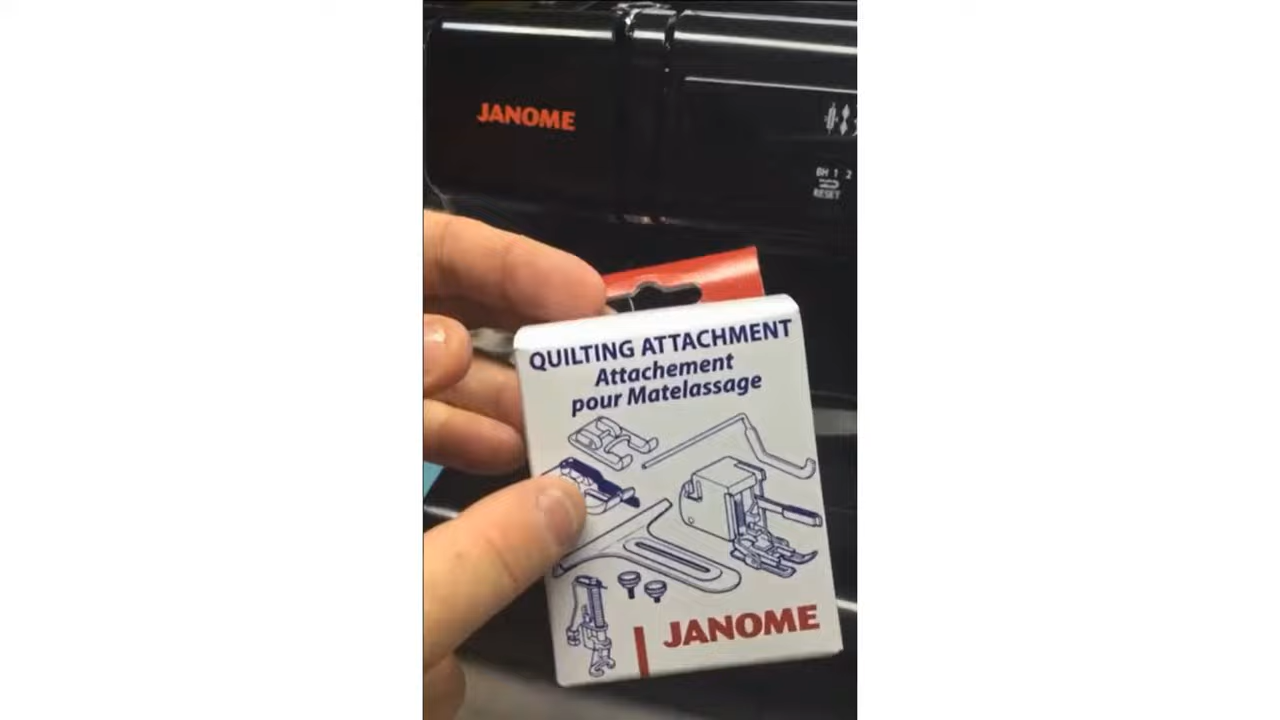 JANOME
BH 1 2
RESET
QUILTING ATTACHMENT
Attachement
pour Matelassage
JANOME